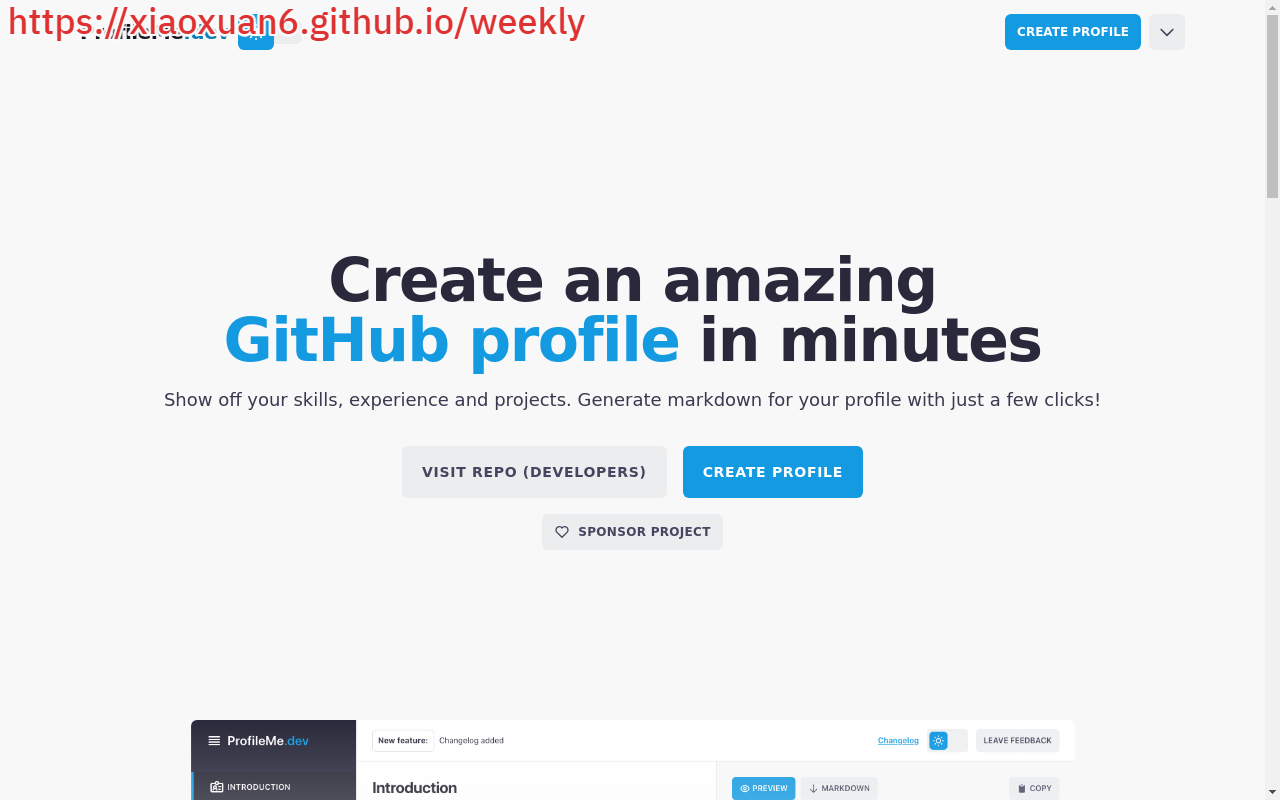 https://xiaoxuan6.github.io/weekly
ProfileMe.dev
CREATE PROFILE
Create an amazing
GitHub profile in minutes
Show off your skills, experience and projects. Generate markdown for your profile with just a few clicks!
VISIT REPO (DEVELOPERS)
CREATE PROFILE
SPONSOR PROJECT
ProfileMe.dev
New feature: Changelog added
Changelog
LEAVE FEEDBACK
INTRODUCTION
Introduction
PREVIEW
MARKDOWN
COPY